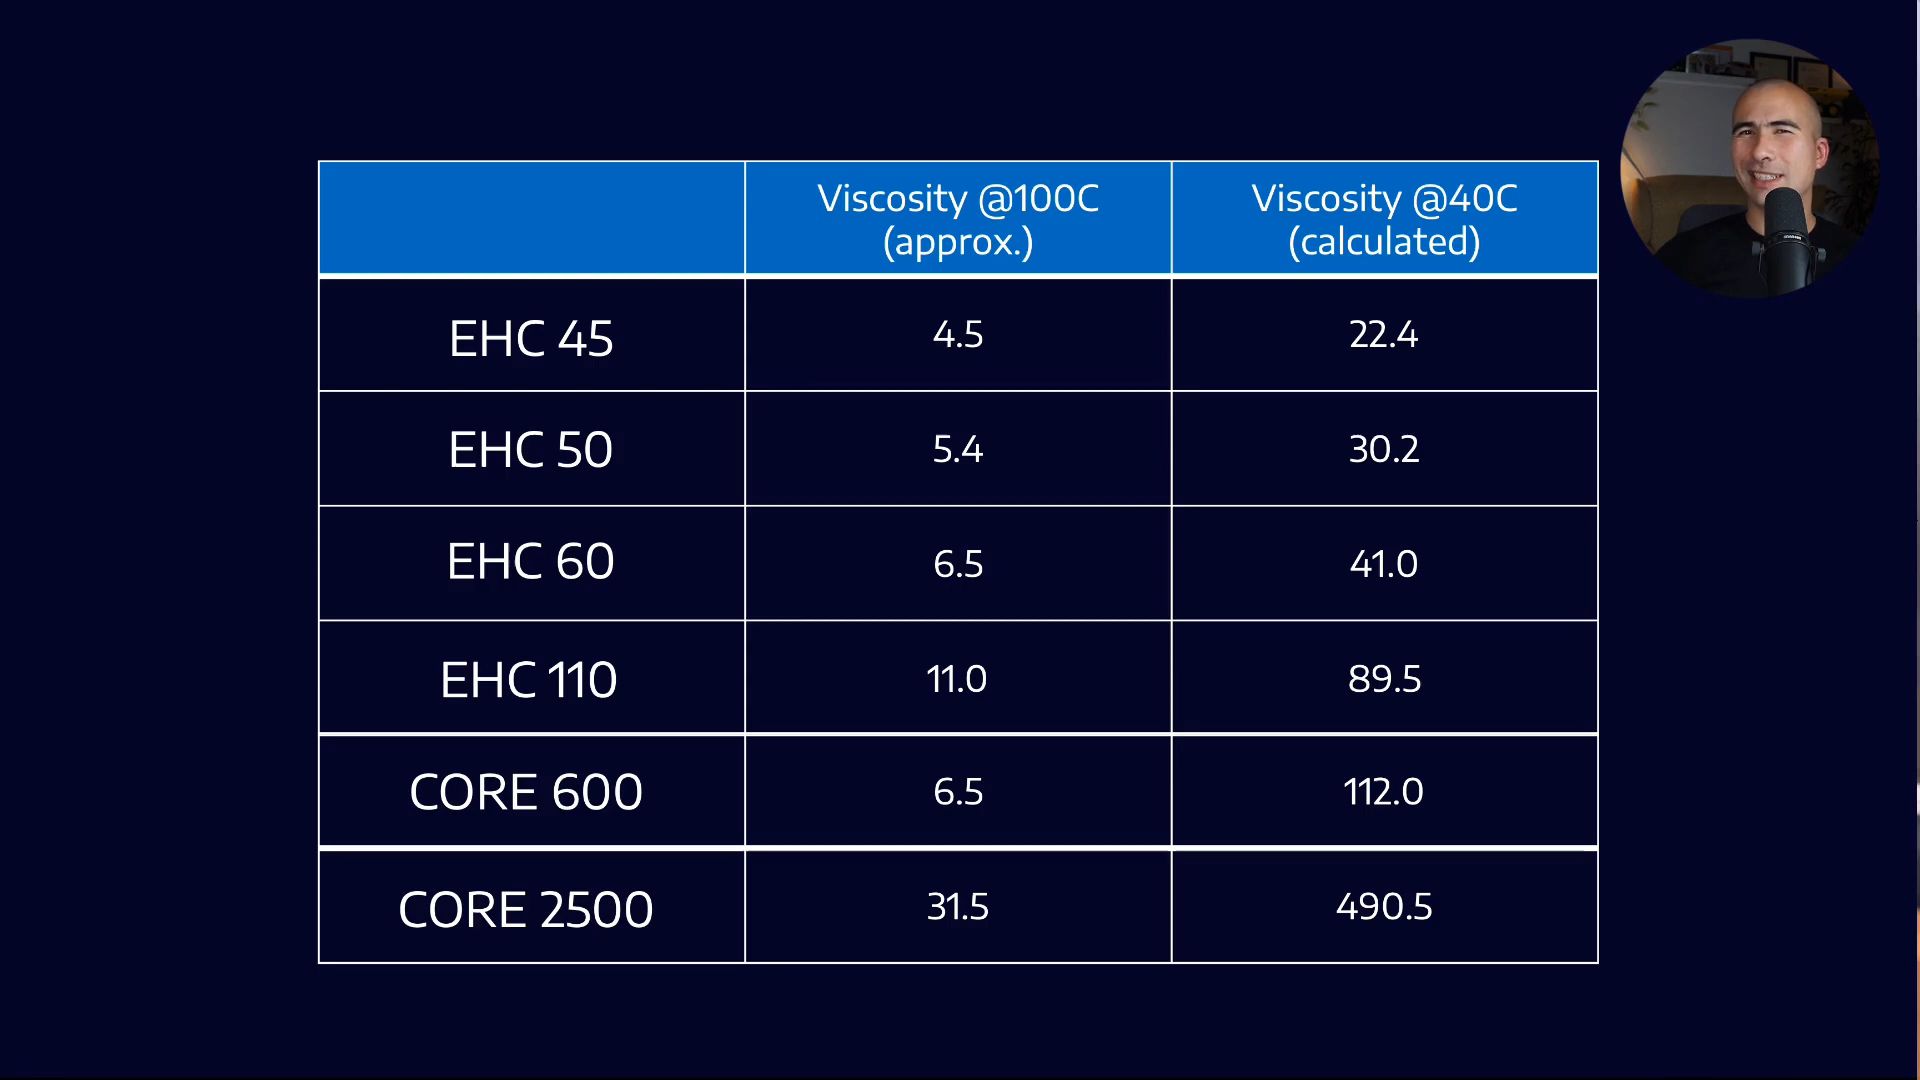 Viscosity @100C
(approx.)
Viscosity @40C
(calculated)
EHC 45
4.5
22.4
EHC 50
5.4
30.2
EHC 60
6.5
41.0
EHC 110
11.0
89.5
CORE 600
6.5
112.0
CORE 2500
31.5
490.5